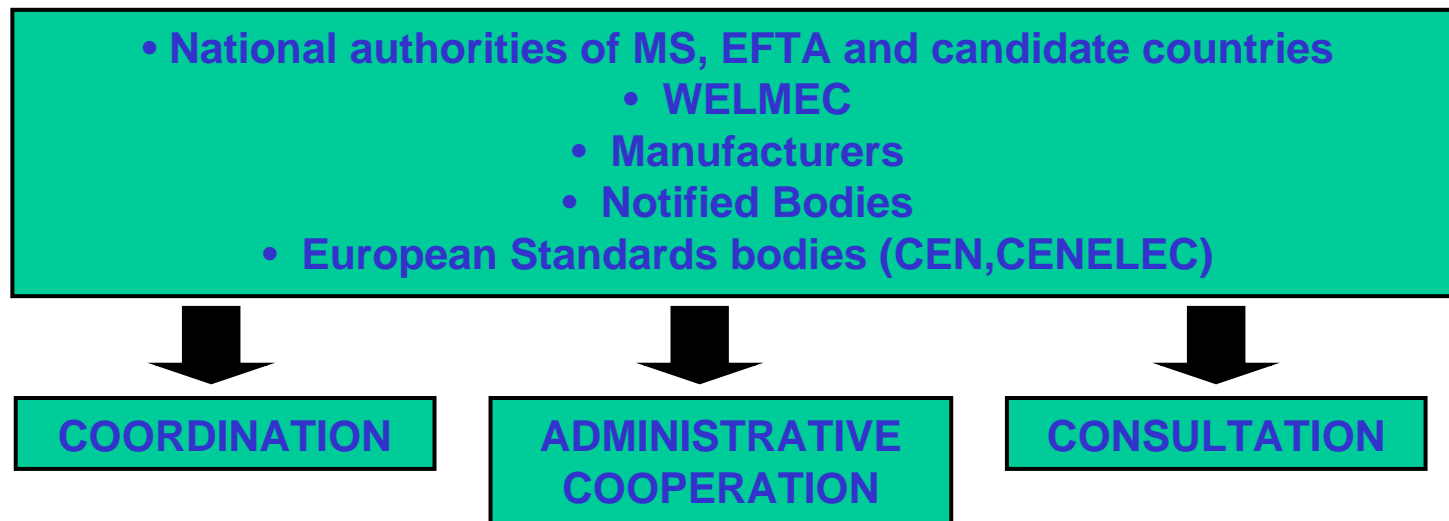 • National authorities of MS, EFTA and candidate countries
• WELMEC
• Manufacturers
• Notified Bodies
• European Standards bodies (CEN,CENELEC)
COORDINATION
ADMINISTRATIVE
COOPERATION
CONSULTATION